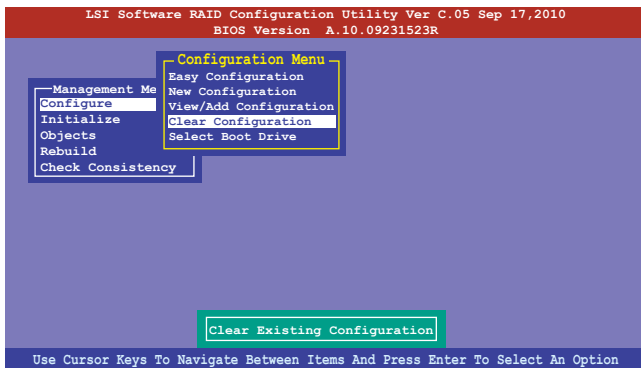 LSI Software RAID Configuration Utility Ver C.05 Sep 17,2010
BIOS Version A.10.09231523R
Configuration Menu
Easy Configuration
New Configuration
View/Add Configuration
Clear Configuration
Select Boot Drive
Management Me
Configure
Initialize
Objects
Rebuild
Check Consistency
Clear Existing Configuration
Use Cursor Keys To Navigate Between Items And Press Enter To Select An Option